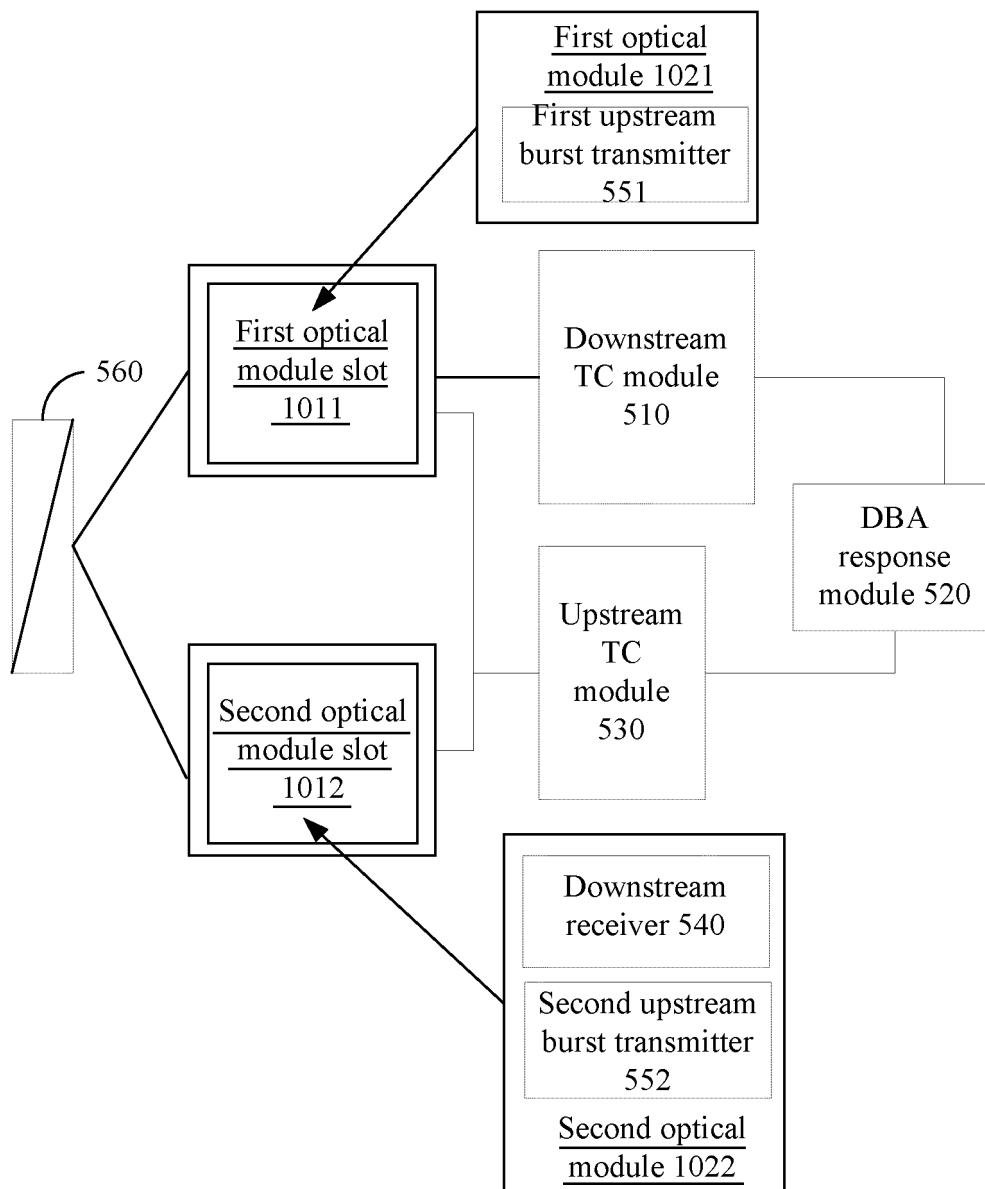 First optical
module 1021
First upstream
burst transmitter
551
560
First optical
module slot
1011
Downstream
TC module
510
DBA
response
module 520
Upstream
TC
module
530
Second optical
module slot
1012
Downstream
receiver 540
Second upstream
burst transmitter
552
Second optical
module 1022